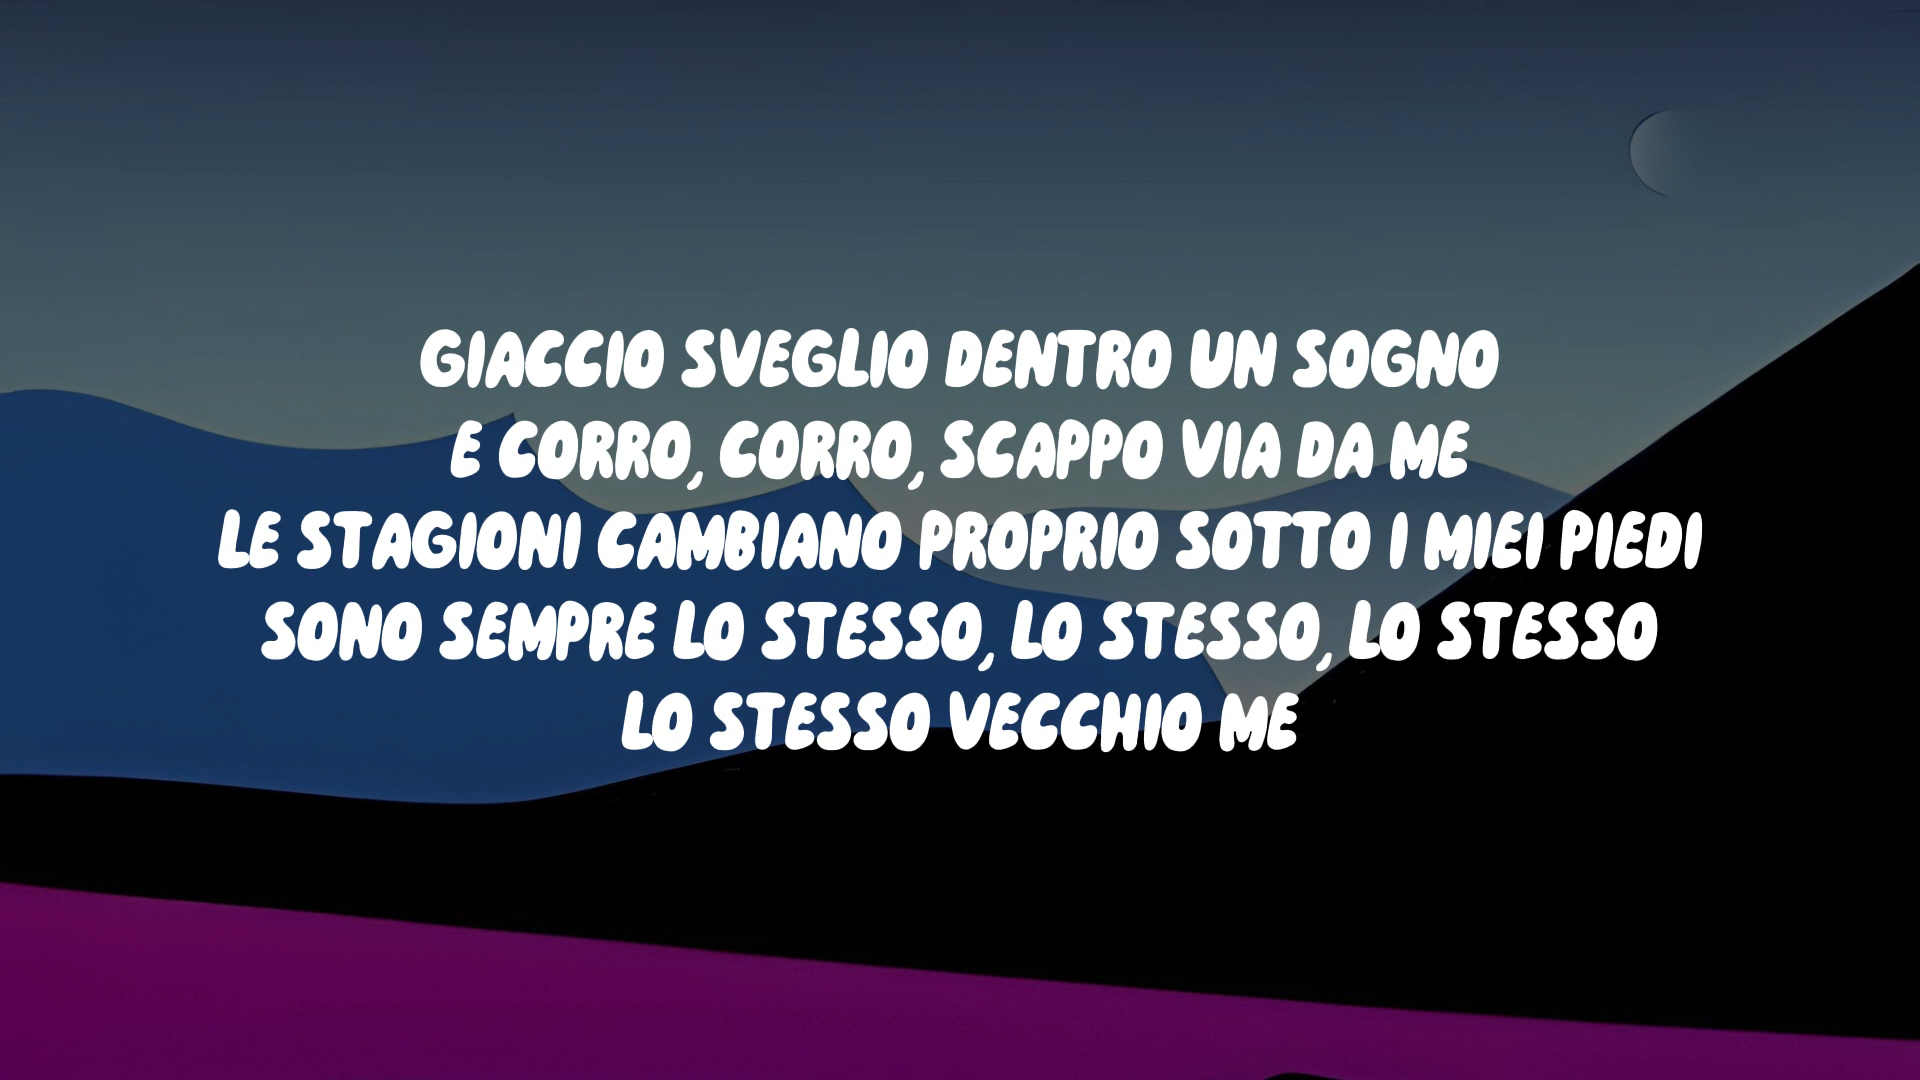 GIACCIO SVEGLIO DENTRO UN SOGNO
E CORRO, CORRO, SCAPPO VIA DA ME
LE STAGIONI CAMBIANO PROPRIO SOTTO I MIEI PIEDI
SONO SEMPRE LO STESSO, LO STESSO, LO STESSO
LO STESSO VECCHIO ME